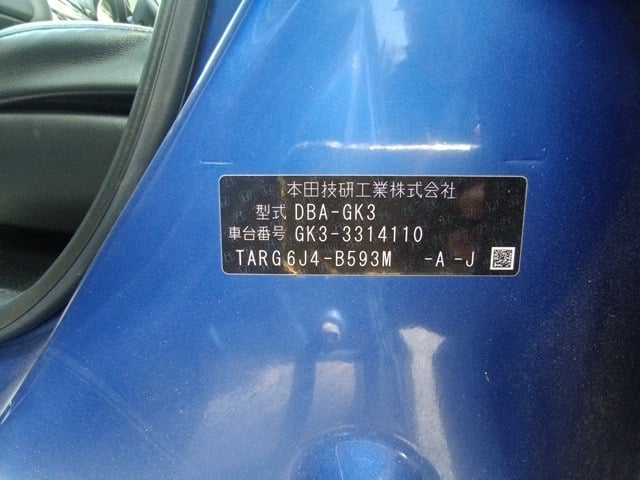 本田技研工業株式会社
型式 DBA-GK3
車台番号 GK3-3314110
TARG6J4-B593M -A -J